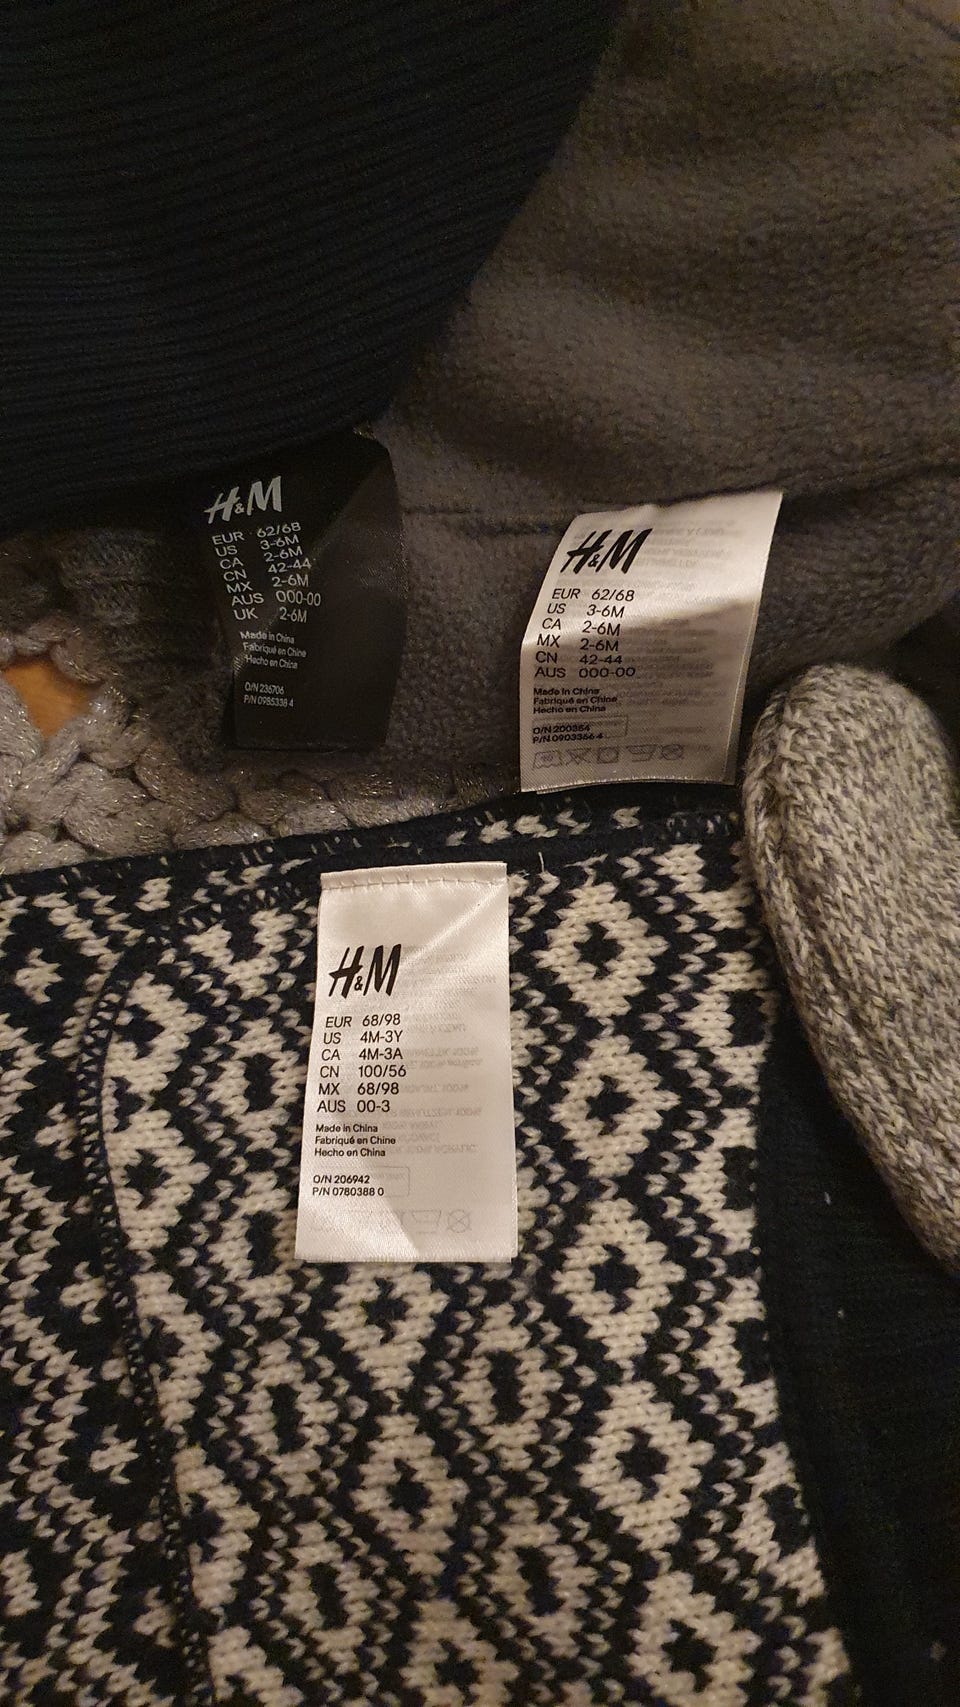 H&M
EUR 62/68
US 3-6M
CA 2-6M
CN 42-44
MX 2-6M
AUS 000-00
UK 2-6M
Made in China
Fabriqué en Chine
Hecho en China
O/N 235706
P/N 0985338 4
H&M
EUR 62/68
US 3-6M
CA 2-6M
MX 2-6M
CN 42-44
AUS 000-00
Made in China
Fabriqué en Chine
Hecho en China
O/N 200354
P/N 0903356 4
H&M
EUR 68/98
US 4M-3Y
CA 4M-3A
CN 100/56
MX 68/98
AUS 00-3
Made in China
Fabriqué en Chine
Hecho en China
O/N 206942
P/N 0780388 0